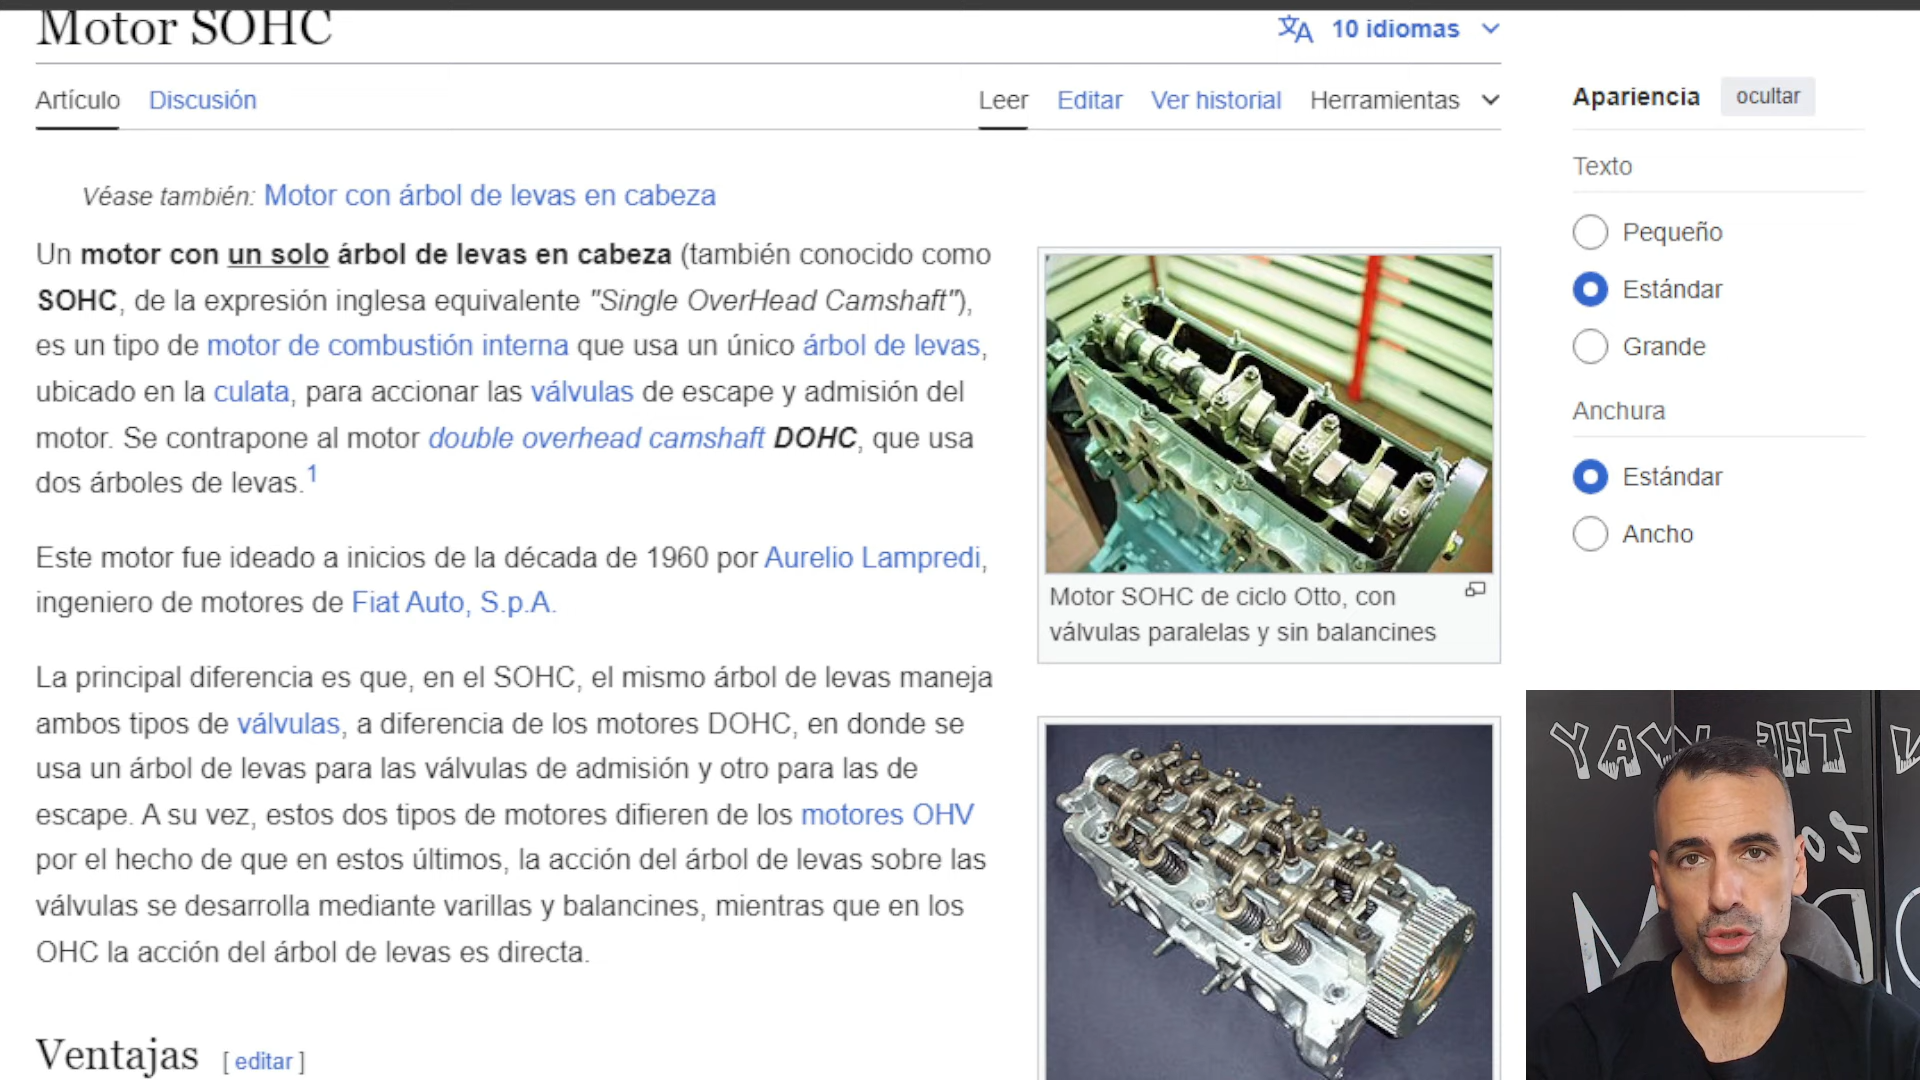 Motor SOHC
10 idiomas
Artículo Discusión
Leer Editar Ver historial Herramientas
Véase también: Motor con árbol de levas en cabeza
Un motor con un solo árbol de levas en cabeza (también conocido como
SOHC, de la expresión inglesa equivalente "Single OverHead Camshaft"),
es un tipo de motor de combustión interna que usa un único árbol de levas,
ubicado en la culata, para accionar las válvulas de escape y admisión del
motor. Se contrapone al motor double overhead camshaft DOHC, que usa
dos árboles de levas.1
Este motor fue ideado a inicios de la década de 1960 por Aurelio Lampredi,
ingeniero de motores de Fiat Auto, S.p.A.
La principal diferencia es que, en el SOHC, el mismo árbol de levas maneja
ambos tipos de válvulas, a diferencia de los motores DOHC, en donde se
usa un árbol de levas para las válvulas de admisión y otro para las de
escape. A su vez, estos dos tipos de motores difieren de los motores OHV
por el hecho de que en estos últimos, la acción del árbol de levas sobre las
válvulas se desarrolla mediante varillas y balancines, mientras que en los
OHC la acción del árbol de levas es directa.
Ventajas [ editar ]
Motor SOHC de ciclo Otto, con
válvulas paralelas y sin balancines
Apariencia ocultar
Texto
Pequeño
Estándar
Grande
Anchura
Estándar
Ancho
THE WAY